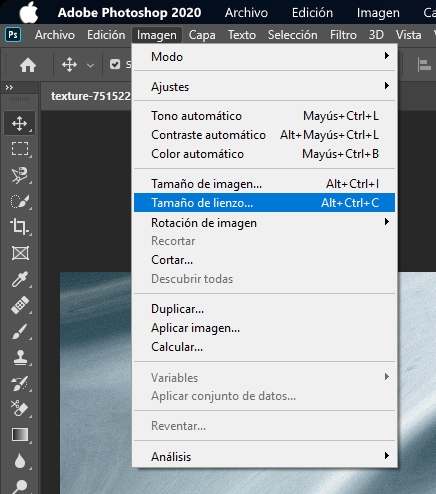 Adobe Photoshop 2020 Archivo Edición Imagen Ca
Ps Archivo Edición Imagen Capa Texto Selección Filtro 3D Vista V
S
texture-751522
Modo
Ajustes
Tono automático Mayús+Ctrl+L
Contraste automático Alt+Mayús+Ctrl+L
Color automático Mayús+Ctrl+B
Tamaño de imagen... Alt+Ctrl+I
Tamaño de lienzo... Alt+Ctrl+C
Rotación de imagen
Recortar
Cortar...
Descubrir todas
Duplicar...
Aplicar imagen...
Calcular...
Variables
Aplicar conjunto de datos...
Reventar...
Análisis